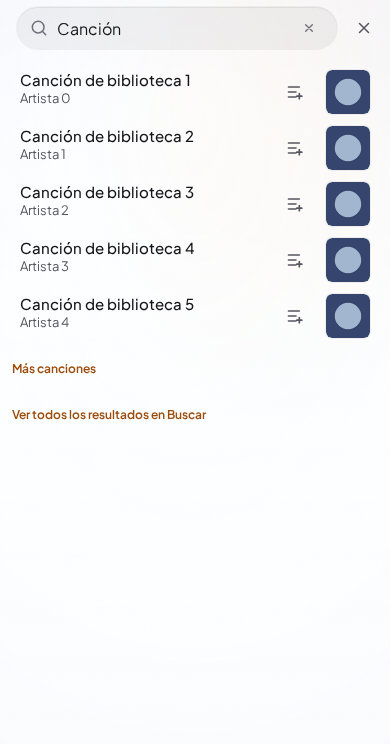 Canción
Canción de biblioteca 1
Artista 0
Canción de biblioteca 2
Artista 1
Canción de biblioteca 3
Artista 2
Canción de biblioteca 4
Artista 3
Canción de biblioteca 5
Artista 4
Más canciones
Ver todos los resultados en Buscar